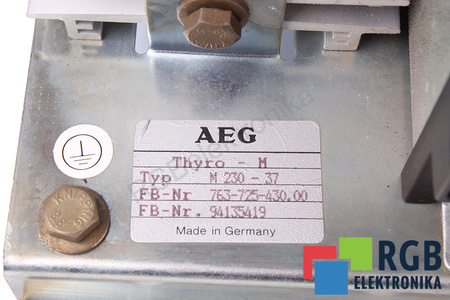 AEG
Thyro - M
Typ M 230 - 37
FB-Nr 763-725-430.00
FB-Nr. 94135419
Made in Germany
RGB
ELEKTRONIKA